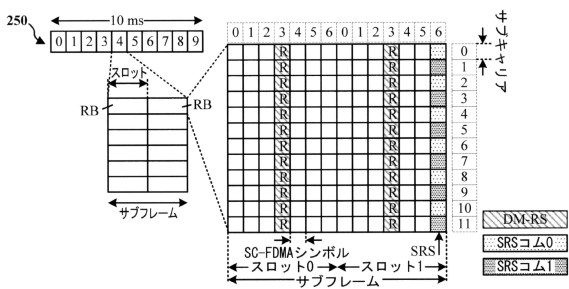 250
10 ms
0 1 2 3 4 5 6 7 8 9
スロット
RB
RB
サブフレーム
0 1 2 3 4 5 6 0 1 2 3 4 5 6
R R
R R
R R
R R
R R
R R
R R
R R
R R
R R
R R
R R
0
1
2
3
4
5
6
7
8
9
10
11
サブキャリア
SC-FDMAシンボル
SRS
スロット0
スロット1
サブフレーム
DM-RS
SRSコム0
SRSコム1